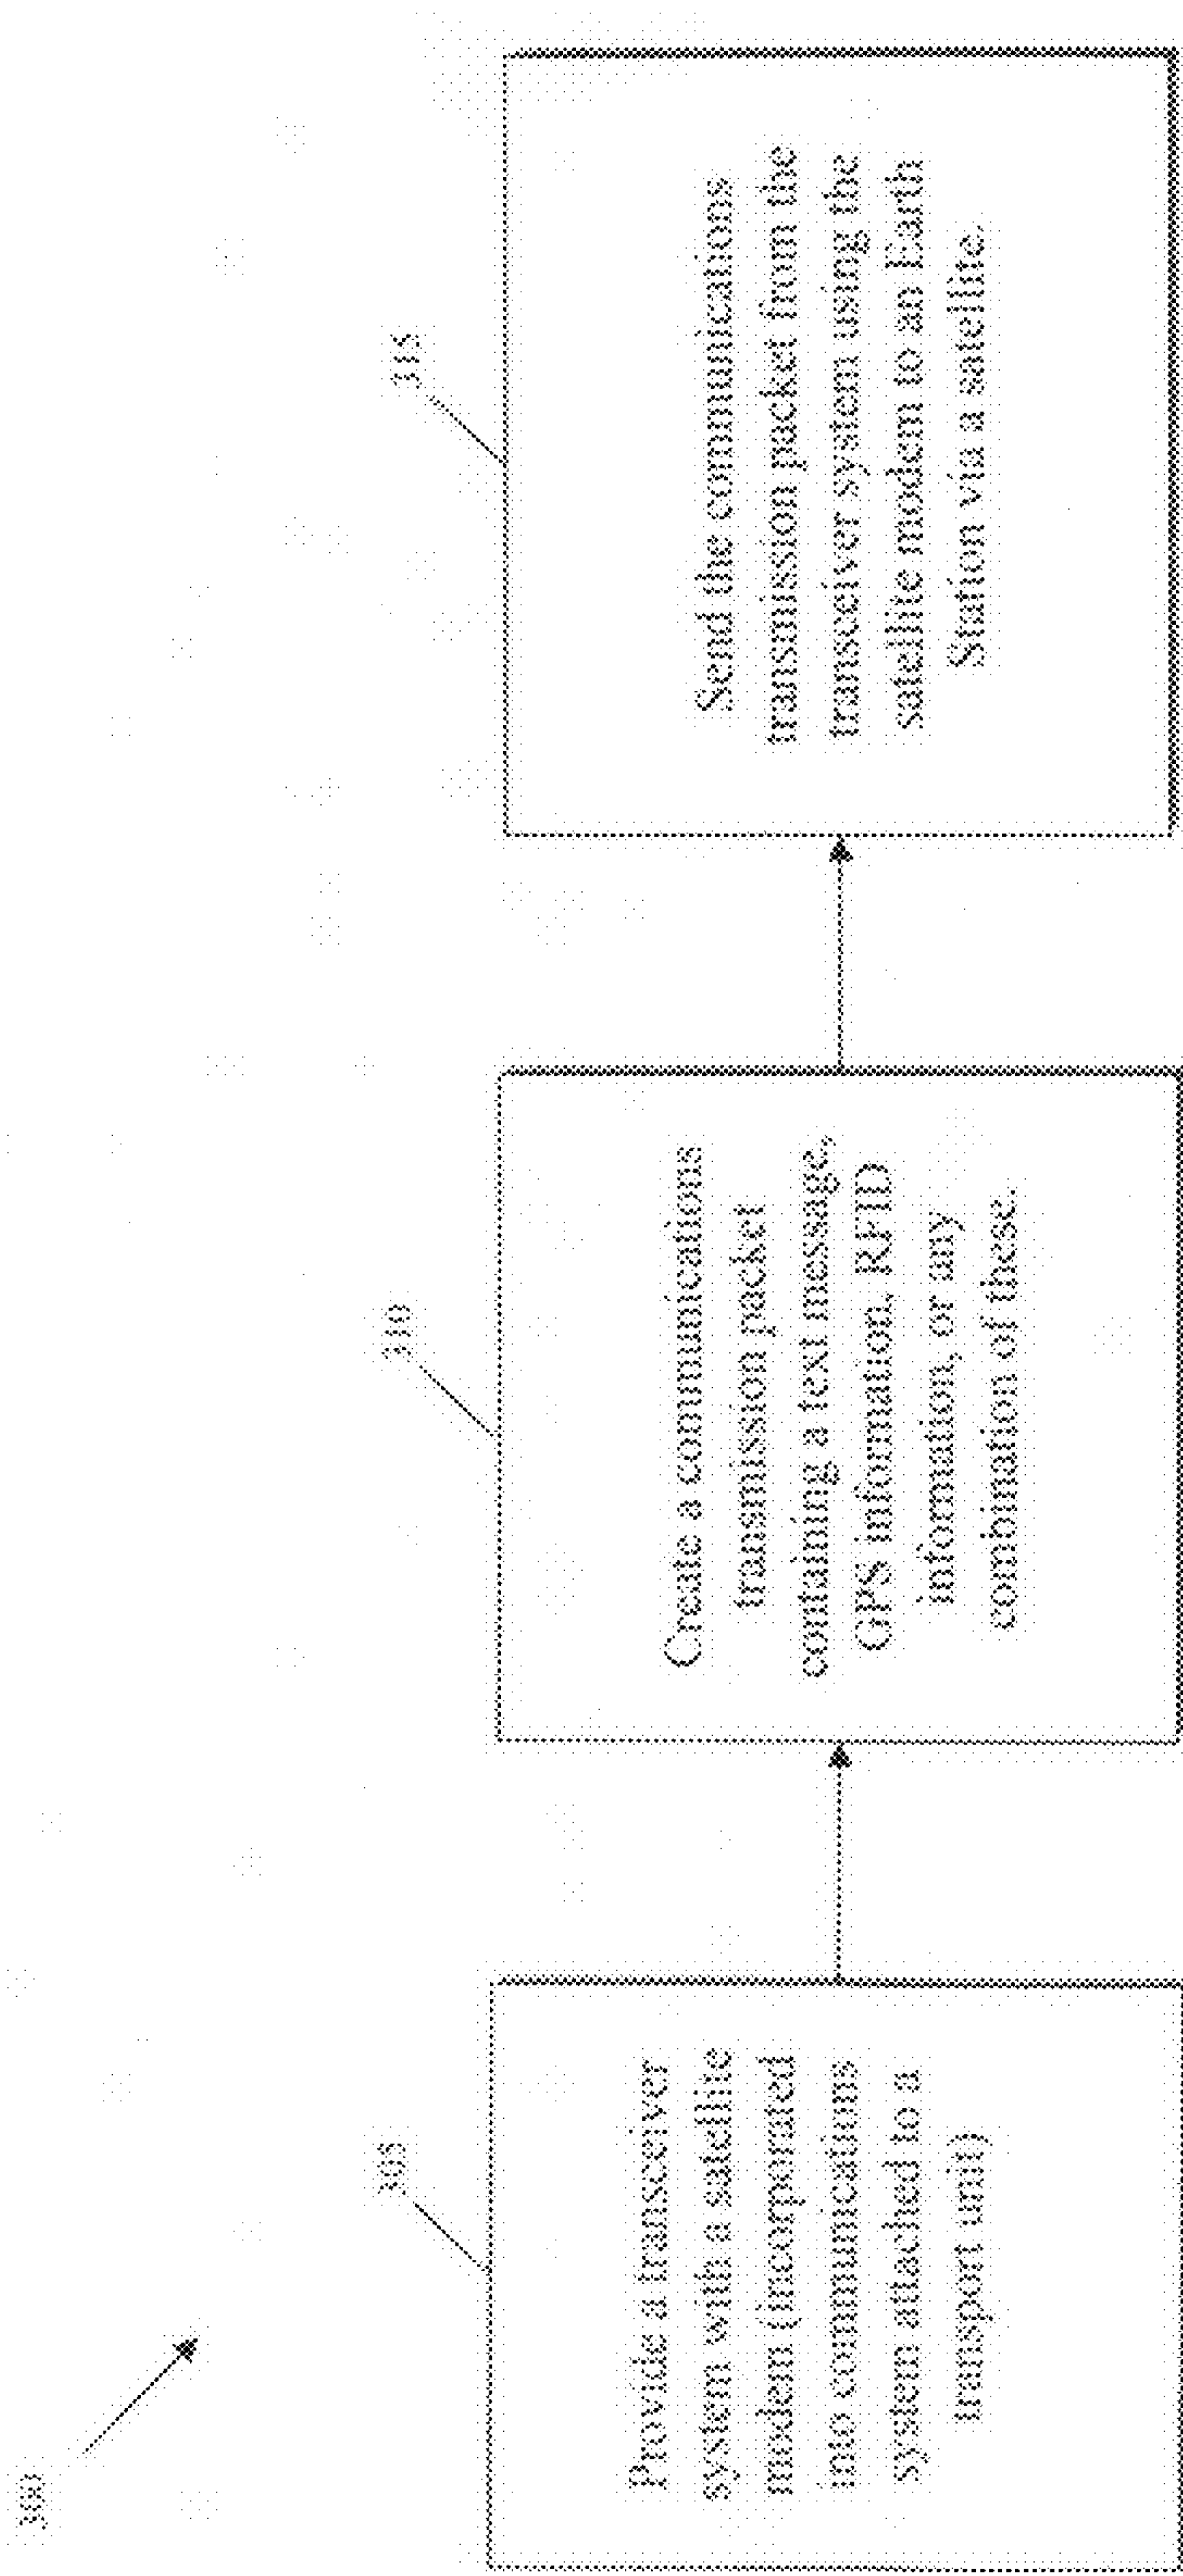 300
305
Provide a transceiver
system with a satellite
modem (incorporated
into communications
system attached to a
transport unit)
310
Create a communications
transmission packet
containing a text message,
GPS information, RFID
information, or any
combination of these.
315
Send the communications
transmission packet from the
transceiver system using the
satellite modem to an Earth
Station via a satellite.